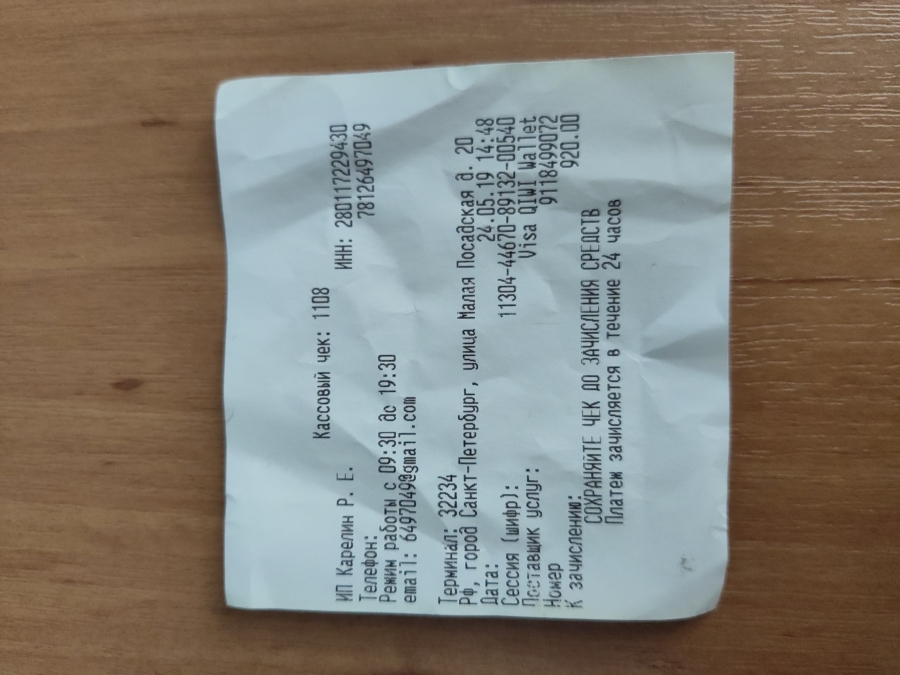 Кассовый чек: 1108
ИП Карелин Р. Е. ИНН: 280117229430
Телефон: 78126497049
Режим работы с 09:30 до 19:30
email: 6497049@gmail.com
Терминал: 32234
РФ, город Санкт-Петербург, улица Малая Посадская д. 20
Дата: 24.05.19 14:48
Сессия (шифр): 11304-44670-89132-00540
Поставщик услуг: Visa QIWI Wallet
Номер 9118499072
К зачислению: 920.00
СОХРАНЯЙТЕ ЧЕК ДО ЗАЧИСЛЕНИЯ СРЕДСТВ
Платеж зачисляется в течение 24 часов